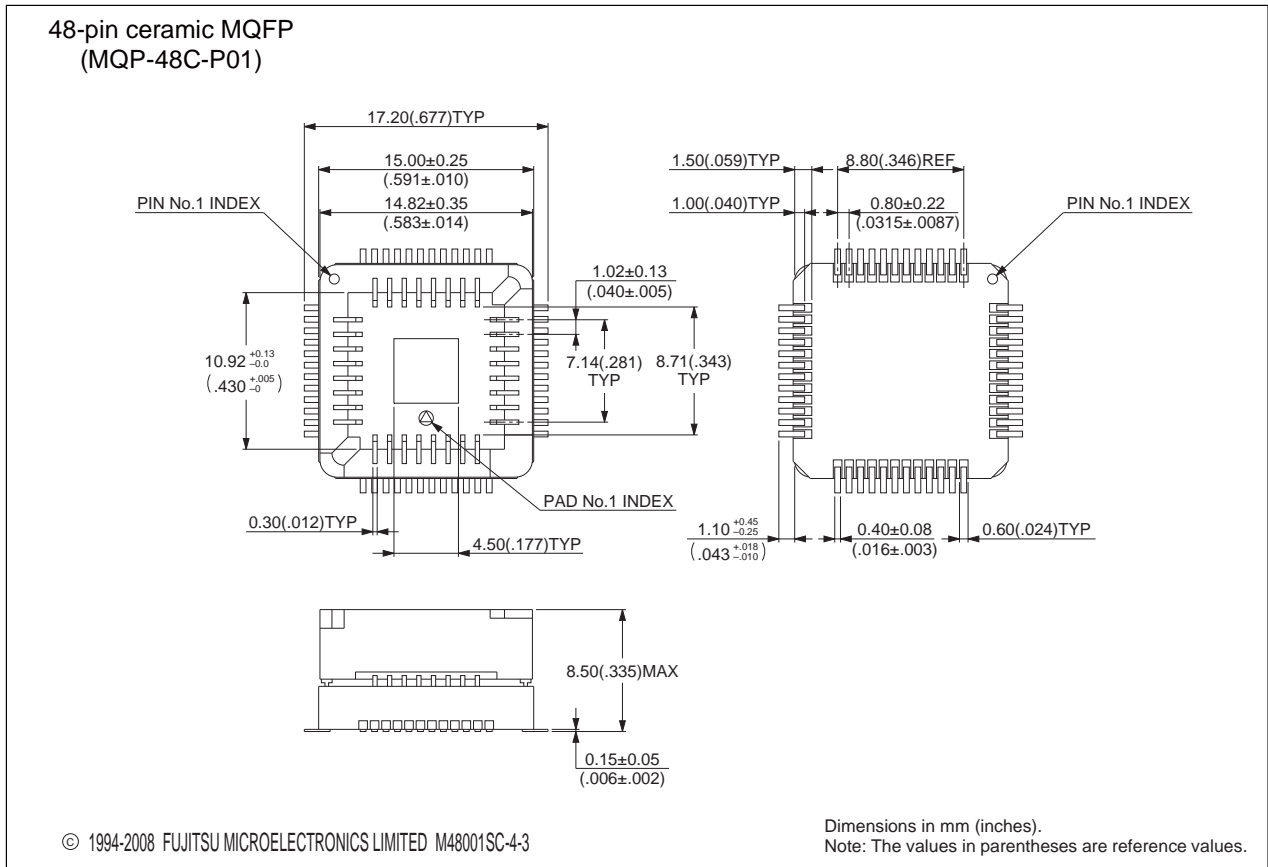 48-pin ceramic MQFP
(MQP-48C-P01)
17.20(.677)TYP
15.00±0.25
(.591±.010)
14.82±0.35
(.583±.014)
PIN No.1 INDEX
1.02±0.13
(.040±.005)
10.92 +0.13 –0.0
(.430 +.005 –0)
7.14(.281)
TYP
8.71(.343)
TYP
PAD No.1 INDEX
0.30(.012)TYP
4.50(.177)TYP
1.50(.059)TYP
8.80(.346)REF
1.00(.040)TYP
0.80±0.22
(.0315±.0087)
PIN No.1 INDEX
1.10 +0.45 –0.25
(.043 +.018 –.010)
0.40±0.08
(.016±.003)
0.60(.024)TYP
8.50(.335)MAX
0.15±0.05
(.006±.002)
© 1994-2008 FUJITSU MICROELECTRONICS LIMITED M48001SC-4-3
Dimensions in mm (inches).
Note: The values in parentheses are reference values.